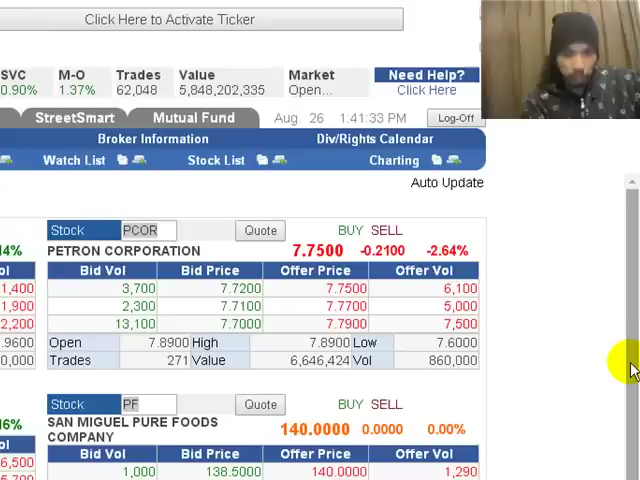 Click Here to Activate Ticker
SVC M-O Trades Value Market Need Help?
0.90% 1.37% 62,048 5,848,202,335 Open... Click Here
StreetSmart Mutual Fund Aug. 26 1:41:33 PM Log-Off
Broker Information Div/Rights Calendar
Watch List Stock List Charting
Auto Update
Stock PCOR Quote BUY SELL
14% PETRON CORPORATION 7.7500 -0.2100 -2.64%
ol Bid Vol Bid Price Offer Price Offer Vol
1,400 3,700 7.7200 7.7500 6,100
1,900 2,300 7.7100 7.7700 5,000
2,200 13,100 7.7000 7.7900 7,500
.9600 Open 7.8900 High 7.8900 Low 7.6000
0,000 Trades 271 Value 6,646,424 Vol 860,000
Stock PF Quote BUY SELL
16% SAN MIGUEL PURE FOODS COMPANY 140.0000 0.0000 0.00%
ol Bid Vol Bid Price Offer Price Offer Vol
6,500 1,000 138.5000 140.0000 1,290